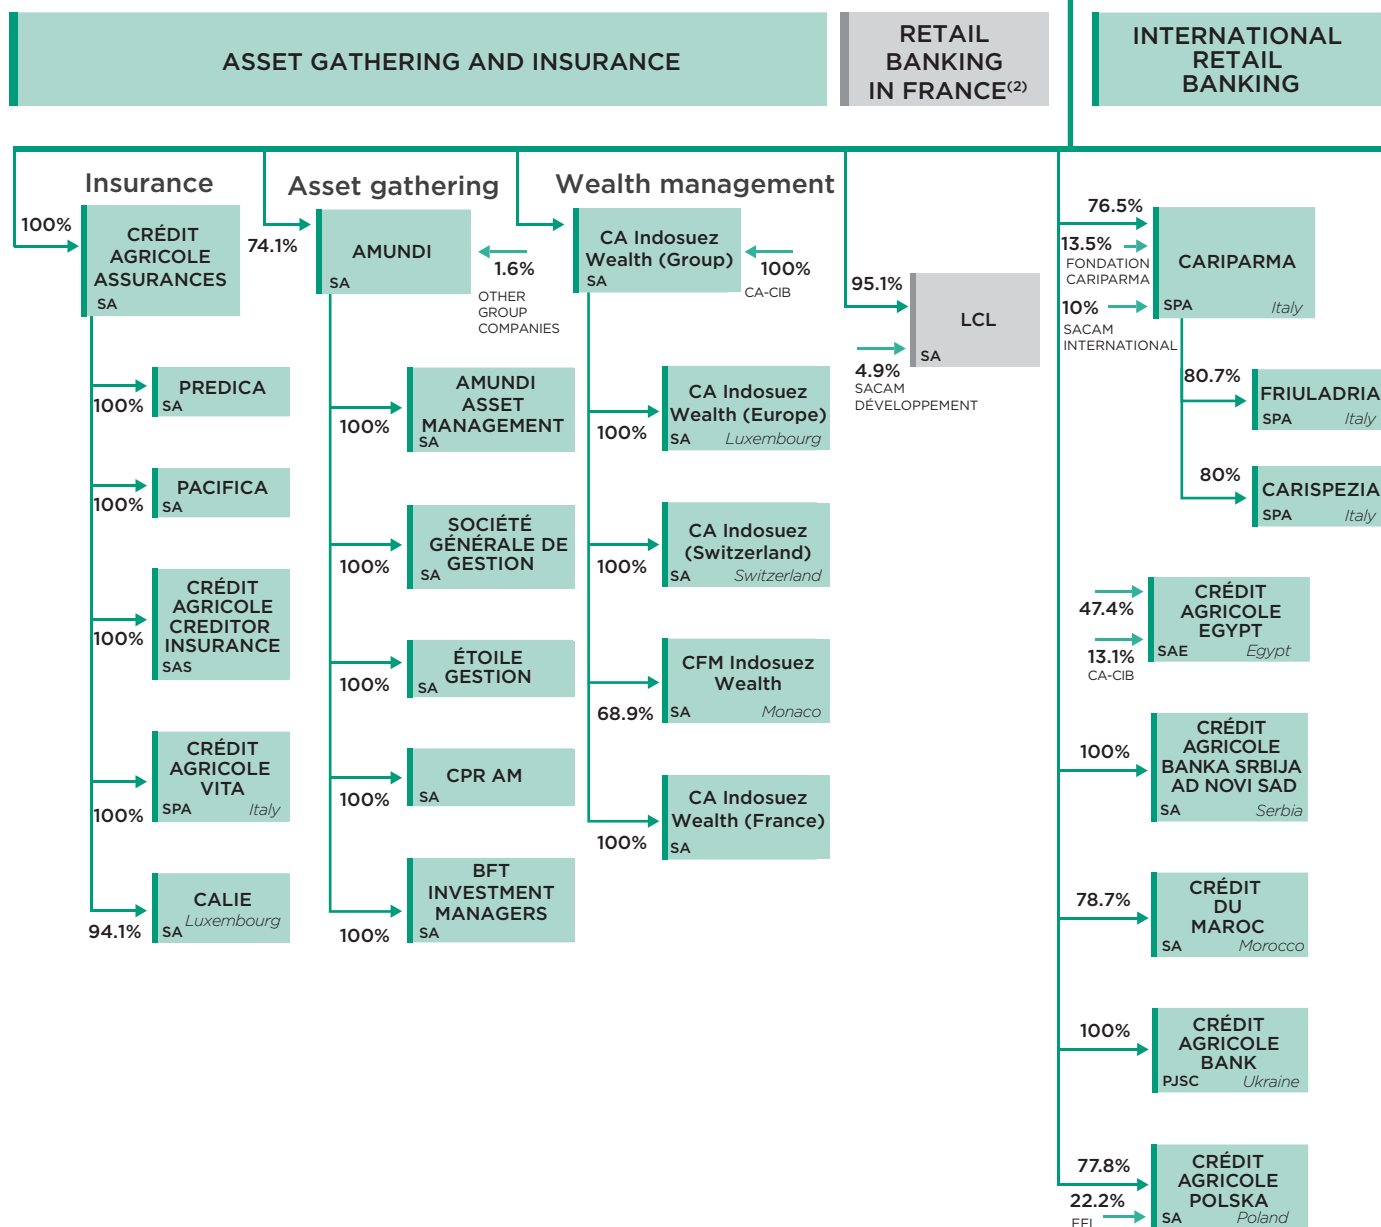 ASSET GATHERING AND INSURANCE
RETAIL
BANKING
IN FRANCE(2)
INTERNATIONAL
RETAIL
BANKING
Insurance
100%
CRÉDIT
AGRICOLE
ASSURANCES
SA
100%
PREDICA
SA
100%
PACIFICA
SA
100%
CRÉDIT
AGRICOLE
CREDITOR
INSURANCE
SAS
100%
CRÉDIT
AGRICOLE
VITA
SPA Italy
94.1%
CALIE
Luxembourg
SA
Asset gathering
74.1%
AMUNDI
SA
1.6%
OTHER
GROUP
COMPANIES
100%
AMUNDI
ASSET
MANAGEMENT
SA
100%
SOCIÉTÉ
GÉNÉRALE DE
GESTION
SA
100%
ÉTOILE
GESTION
SA
100%
CPR AM
SA
100%
BFT
INVESTMENT
MANAGERS
SA
Wealth management
CA Indosuez
Wealth (Group)
SA
100%
CA-CIB
100%
CA Indosuez
Wealth (Europe)
SA Luxembourg
100%
CA Indosuez
(Switzerland)
SA Switzerland
68.9%
CFM Indosuez
Wealth
SA Monaco
100%
CA Indosuez
Wealth (France)
SA
95.1%
LCL
SA
4.9%
SACAM
DÉVELOPPEMENT
76.5%
13.5%
FONDATION
CARIPARMA
10%
SACAM
INTERNATIONAL
CARIPARMA
SPA Italy
80.7%
FRIULADRIA
SPA Italy
80%
CARISPEZIA
SPA Italy
47.4%
13.1%
CA-CIB
CRÉDIT
AGRICOLE
EGYPT
SAE Egypt
100%
CRÉDIT
AGRICOLE
BANKA SRBIJA
AD NOVI SAD
SA Serbia
78.7%
CRÉDIT
DU
MAROC
SA Morocco
100%
CRÉDIT
AGRICOLE
BANK
PJSC Ukraine
77.8%
22.2%
CRÉDIT
AGRICOLE
POLSKA
SA Poland